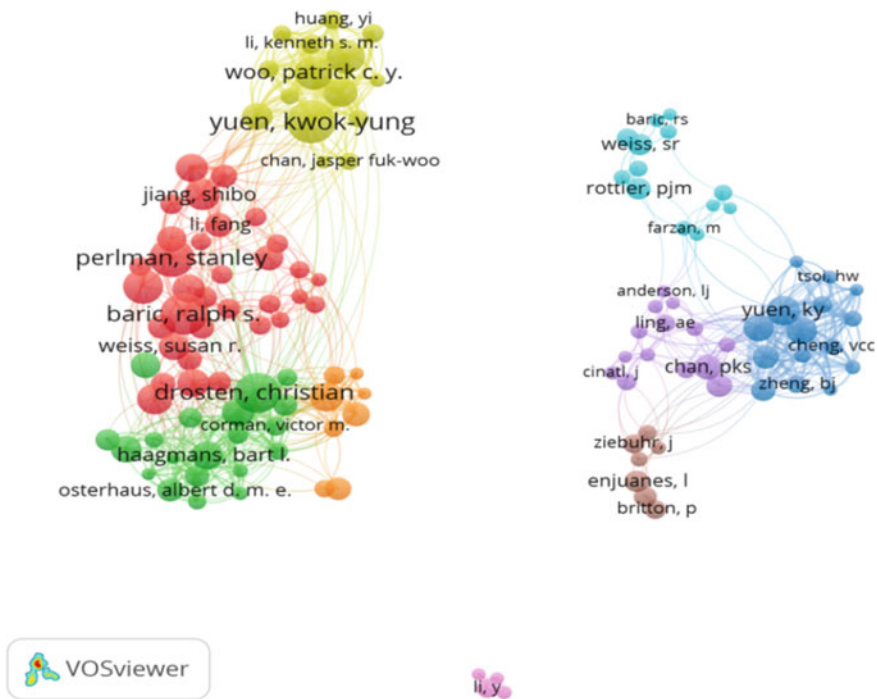 huang, yi
li, kenneth s. m.
woo, patrick c. y.
yuen, kwok-yung
chan, jasper fuk-woo
jiang, shibo
li, fang
perlman, stanley
baric, ralph s.
weiss, susan r.
drosten, christian
corman, victor m.
haagmans, bart l.
osterhaus, albert d. m. e.
baric, rs
weiss, sr
rottier, pjm
farzan, m
tsoi, hw
anderson, lj
yuen, ky
ling, ae
cheng, vcc
cinatl, j
chan, pks
zheng, bj
ziebuhr, j
enjuanes, l
britton, p
VOSviewer
li, y